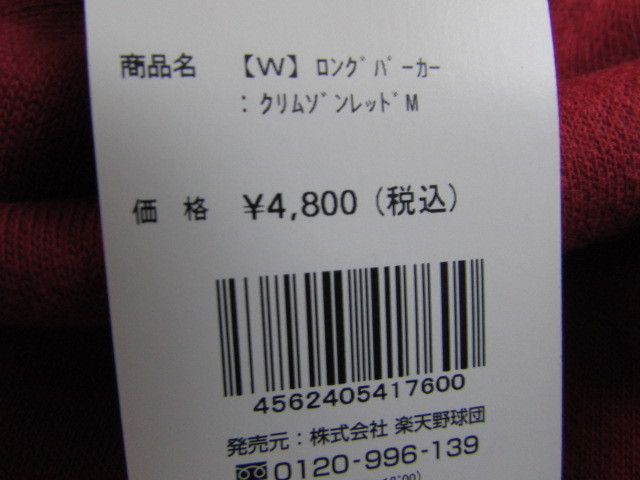 商品名 【W】ﾛﾝｸﾞﾊﾟｰｶｰ
：ｸﾘﾑｿﾞﾝﾚｯﾄﾞM
価 格 ¥4,800（税込）
4562405417600
発売元：株式会社 楽天野球団
0120-996-139